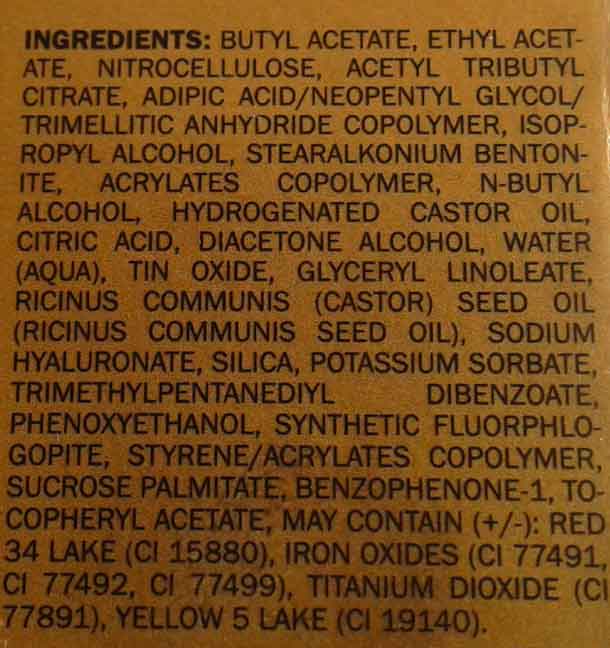 INGREDIENTS: BUTYL ACETATE, ETHYL ACET-
ATE, NITROCELLULOSE, ACETYL TRIBUTYL
CITRATE, ADIPIC ACID/NEOPENTYL GLYCOL/
TRIMELLITIC ANHYDRIDE COPOLYMER, ISOP-
ROPYL ALCOHOL, STEARALKONIUM BENTON-
ITE, ACRYLATES COPOLYMER, N-BUTYL
ALCOHOL, HYDROGENATED CASTOR OIL,
CITRIC ACID, DIACETONE ALCOHOL, WATER
(AQUA), TIN OXIDE, GLYCERYL LINOLEATE,
RICINUS COMMUNIS (CASTOR) SEED OIL
(RICINUS COMMUNIS SEED OIL), SODIUM
HYALURONATE, SILICA, POTASSIUM SORBATE,
TRIMETHYLPENTANEDIYL DIBENZOATE,
PHENOXYETHANOL, SYNTHETIC FLUORPHLO-
GOPITE, STYRENE/ACRYLATES COPOLYMER,
SUCROSE PALMITATE, BENZOPHENONE-1, TO-
COPHERYL ACETATE, MAY CONTAIN (+/-): RED
34 LAKE (CI 15880), IRON OXIDES (CI 77491,
CI 77492, CI 77499), TITANIUM DIOXIDE (CI
77891), YELLOW 5 LAKE (CI 19140).